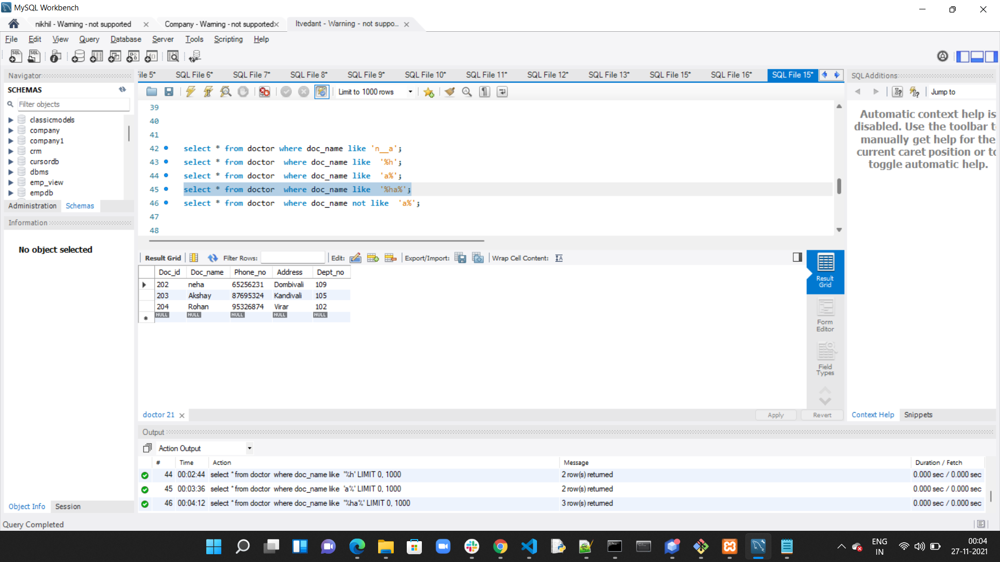 MySQL Workbench
nikhil - Warning - not supported
Company - Warning - not supported
Itvedant - Warning - not suppo...
File Edit View Query Database Server Tools Scripting Help
Navigator
ile 5* SQL File 6* SQL File 7* SQL File 8* SQL File 9* SQL File 10* SQL File 11* SQL File 12* SQL File 13* SQL File 15* SQL File 16* SQL File 15*
SQLAdditions
SCHEMAS
Limit to 1000 rows
Jump to
Filter objects
classicmodels
company
company1
crm
cursordb
dbms
emp_view
empdb
Administration Schemas
Information
No object selected
39
40
41
42 select * from doctor where doc_name like 'n__a';
43 select * from doctor  where doc_name like  '%h';
44 select * from doctor  where doc_name like  'a%';
45 select * from doctor  where doc_name like  '%ha%';
46 select * from doctor  where doc_name not like  'a%';
47
48
Automatic context help is
disabled. Use the toolbar t
manually get help for the
current caret position or to
toggle automatic help.
Result Grid Filter Rows: Edit: Export/Import: Wrap Cell Content:
Doc_id Doc_name Phone_no Address Dept_no
202 neha 65256231 Dombivali 109
203 Akshay 87695324 Kandivali 105
204 Rohan 95326874 Virar 102
NULL NULL NULL NULL NULL
Result
Grid
Form
Editor
Field
Types
doctor 21
Apply Revert
Context Help Snippets
Output
Action Output
# Time Action Message Duration / Fetch
44 00:02:44 select * from doctor  where doc_name like  '%h' LIMIT 0, 1000 2 row(s) returned 0.000 sec / 0.000 sec
45 00:03:36 select * from doctor  where doc_name like  'a%' LIMIT 0, 1000 2 row(s) returned 0.000 sec / 0.000 sec
46 00:04:12 select * from doctor  where doc_name like  '%ha%' LIMIT 0, 1000 3 row(s) returned 0.000 sec / 0.000 sec
Object Info Session
Query Completed
ENG
IN
00:04
27-11-2021